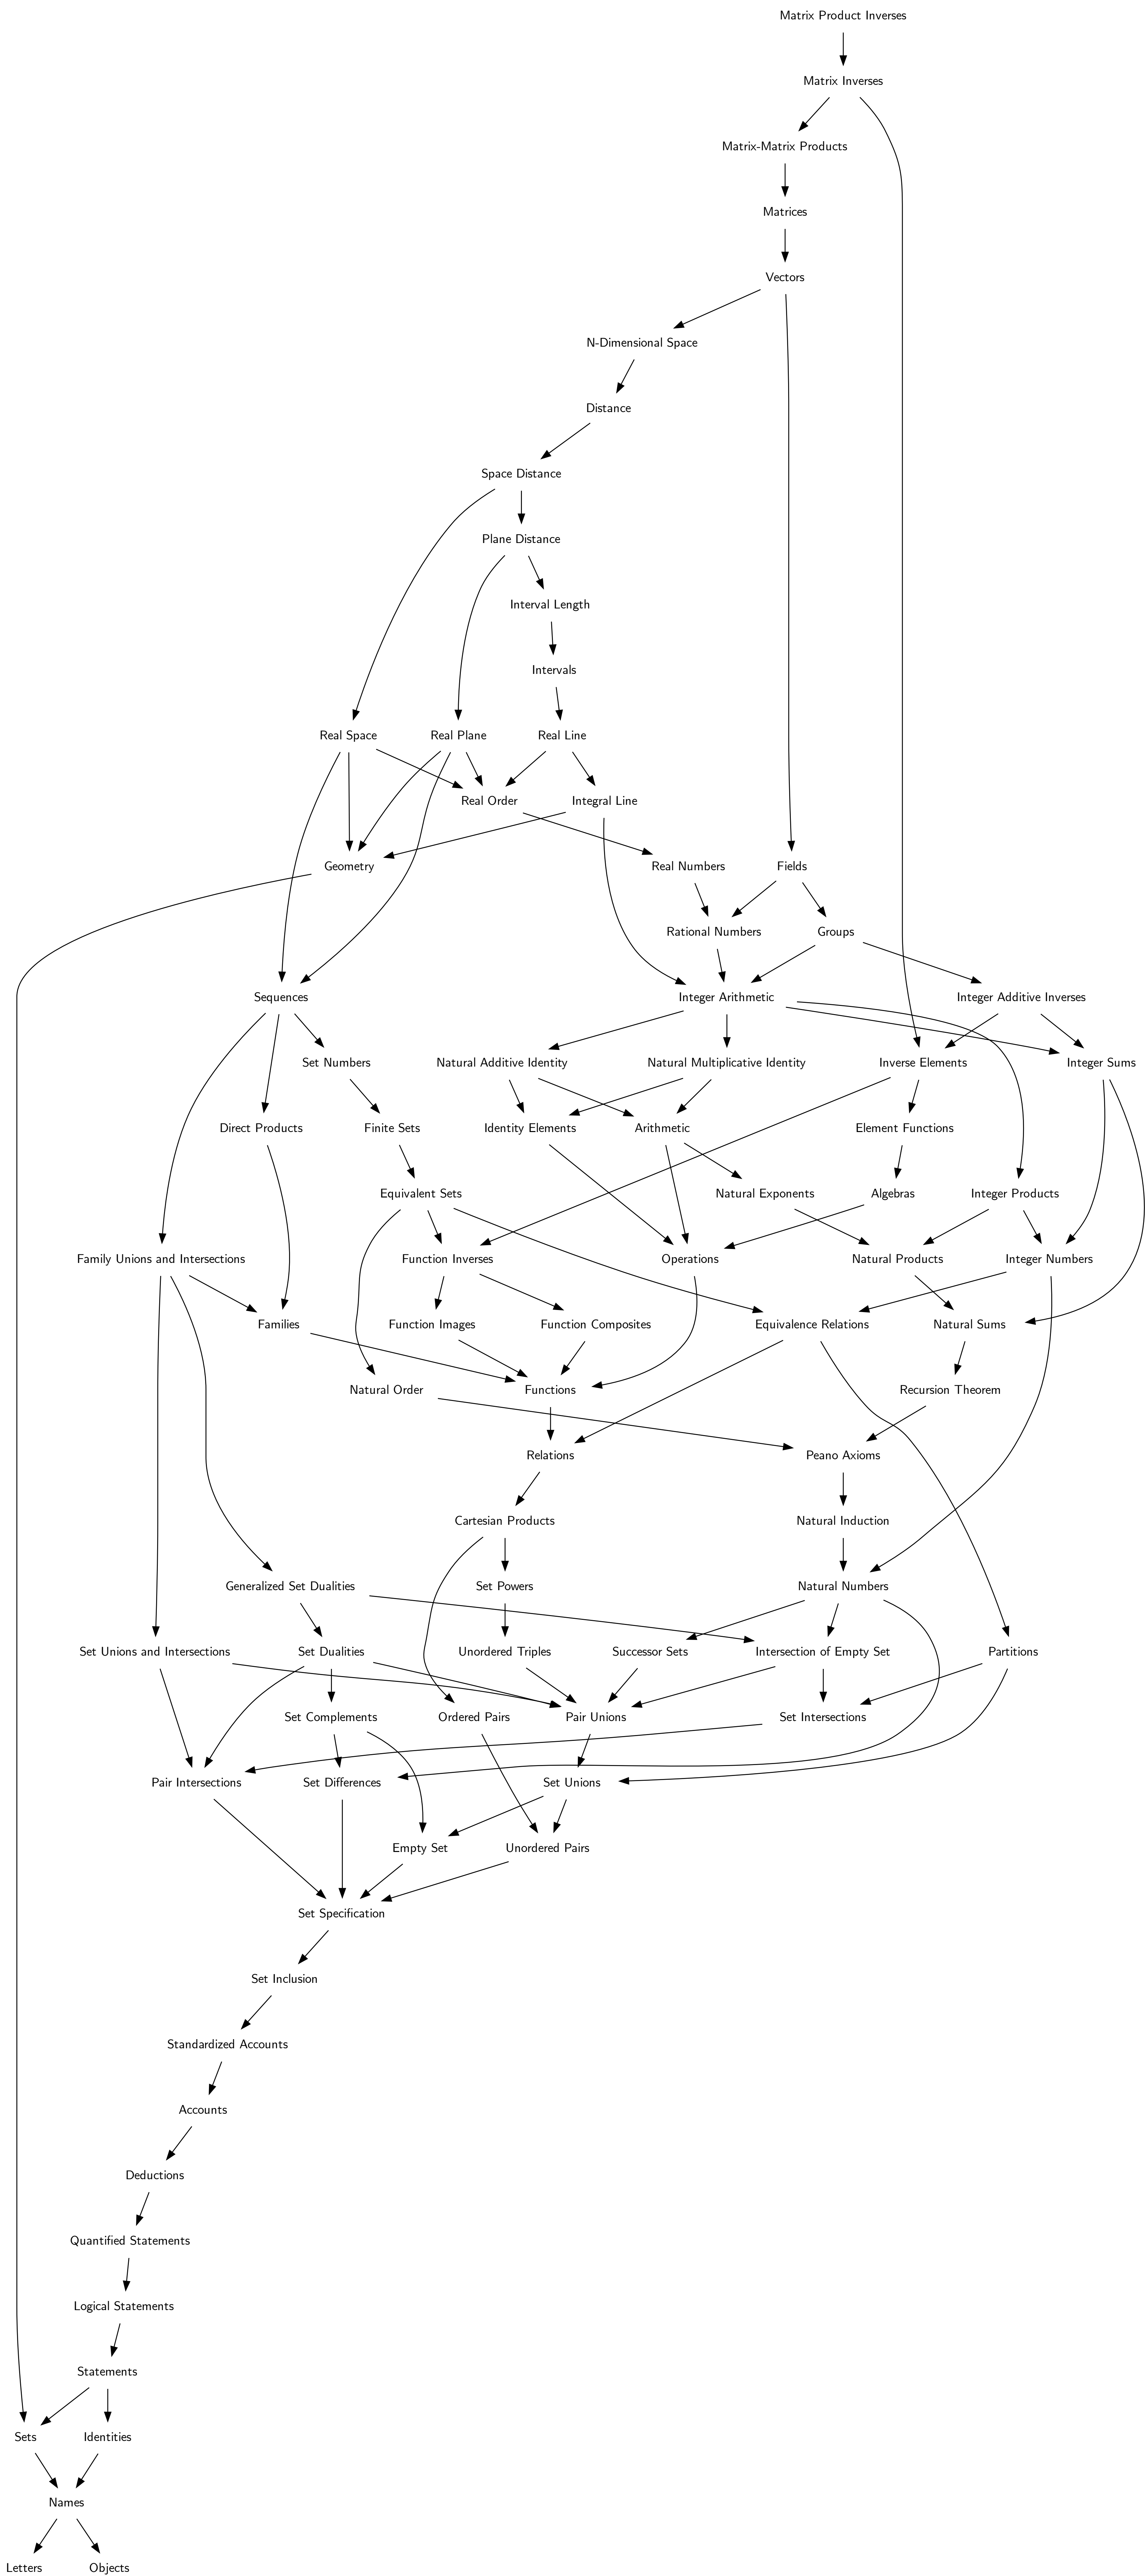 Matrix Product Inverses
Matrix Inverses
Matrix-Matrix Products
Matrices
Vectors
N-Dimensional Space
Distance
Space Distance
Plane Distance
Interval Length
Intervals
Real Space
Real Plane
Real Line
Real Order
Integral Line
Geometry
Real Numbers
Fields
Rational Numbers
Groups
Sequences
Integer Arithmetic
Integer Additive Inverses
Set Numbers
Natural Additive Identity
Natural Multiplicative Identity
Inverse Elements
Integer Sums
Direct Products
Finite Sets
Identity Elements
Arithmetic
Element Functions
Equivalent Sets
Natural Exponents
Algebras
Integer Products
Family Unions and Intersections
Function Inverses
Operations
Natural Products
Integer Numbers
Families
Function Images
Function Composites
Equivalence Relations
Natural Sums
Natural Order
Functions
Recursion Theorem
Relations
Peano Axioms
Cartesian Products
Natural Induction
Generalized Set Dualities
Set Powers
Natural Numbers
Set Unions and Intersections
Set Dualities
Unordered Triples
Successor Sets
Intersection of Empty Set
Partitions
Set Complements
Ordered Pairs
Pair Unions
Set Intersections
Pair Intersections
Set Differences
Set Unions
Empty Set
Unordered Pairs
Set Specification
Set Inclusion
Standardized Accounts
Accounts
Deductions
Quantified Statements
Logical Statements
Statements
Sets
Identities
Names
Letters
Objects